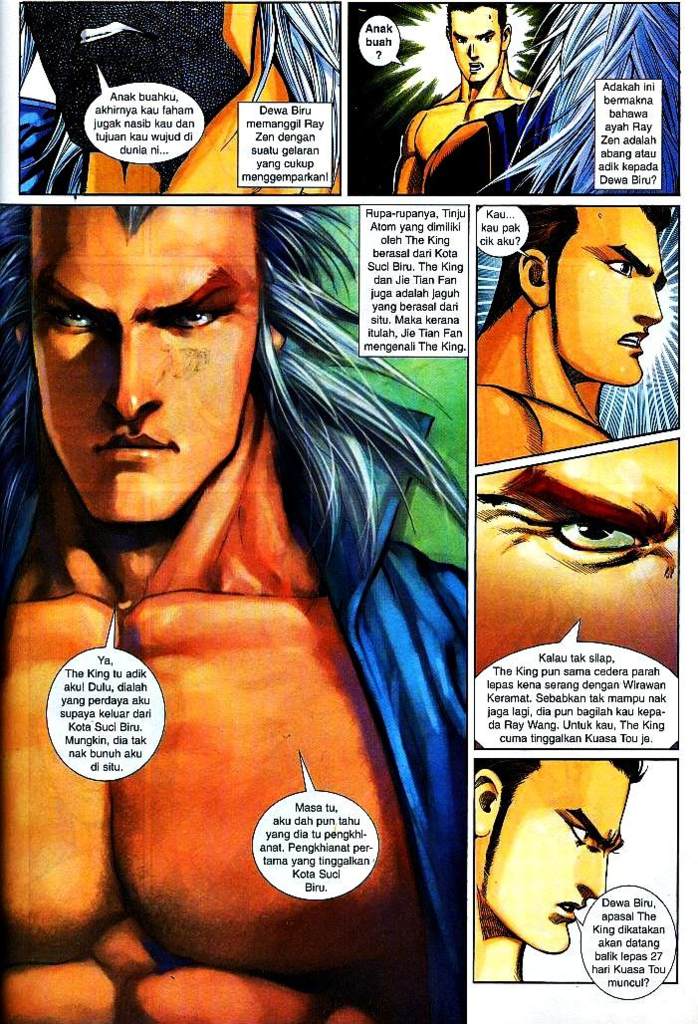 Anak buahku,
akhirnya kau faham
jugak nasib kau dan
tujuan kau wujud di
dunia ni...
Dewa Biru
memanggil Ray
Zen dengan
suatu gelaran
yang cukup
menggemparkan!
Anak
buah
?
Adakah ini
bermakna
bahawa
ayah Ray
Zen adalah
abang atau
adik kepada
Dewa Biru?
Rupa-rupanya, Tinju
Atom yang dimiliki
oleh The King
berasal dari Kota
Suci Biru. The King
dan Jie Tian Fan
juga adalah jaguh
yang berasal dari
situ. Maka kerana
itulah, Jie Tian Fan
mengenali The King.
Kau...
kau pak
cik aku?
Ya,
The King tu adik
aku! Dulu, dialah
yang perdaya aku
supaya keluar dari
Kota Suci Biru.
Mungkin, dia tak
nak bunuh aku
di situ.
Masa tu,
aku dah pun tahu
yang dia tu pengkhi-
anat. Pengkhianat per-
tama yang tinggalkan
Kota Suci
Biru.
Kalau tak silap,
The King pun sama cedera parah
lepas kena serang dengan Wirawan
Keramat. Sebabkan tak mampu nak
jaga lagi, dia pun bagilah kau kepa-
da Ray Wang. Untuk kau, The King
cuma tinggalkan Kuasa Tou je.
Dewa Biru,
apasal The
King dikatakan
akan datang
balik lepas 27
hari Kuasa Tou
muncul?